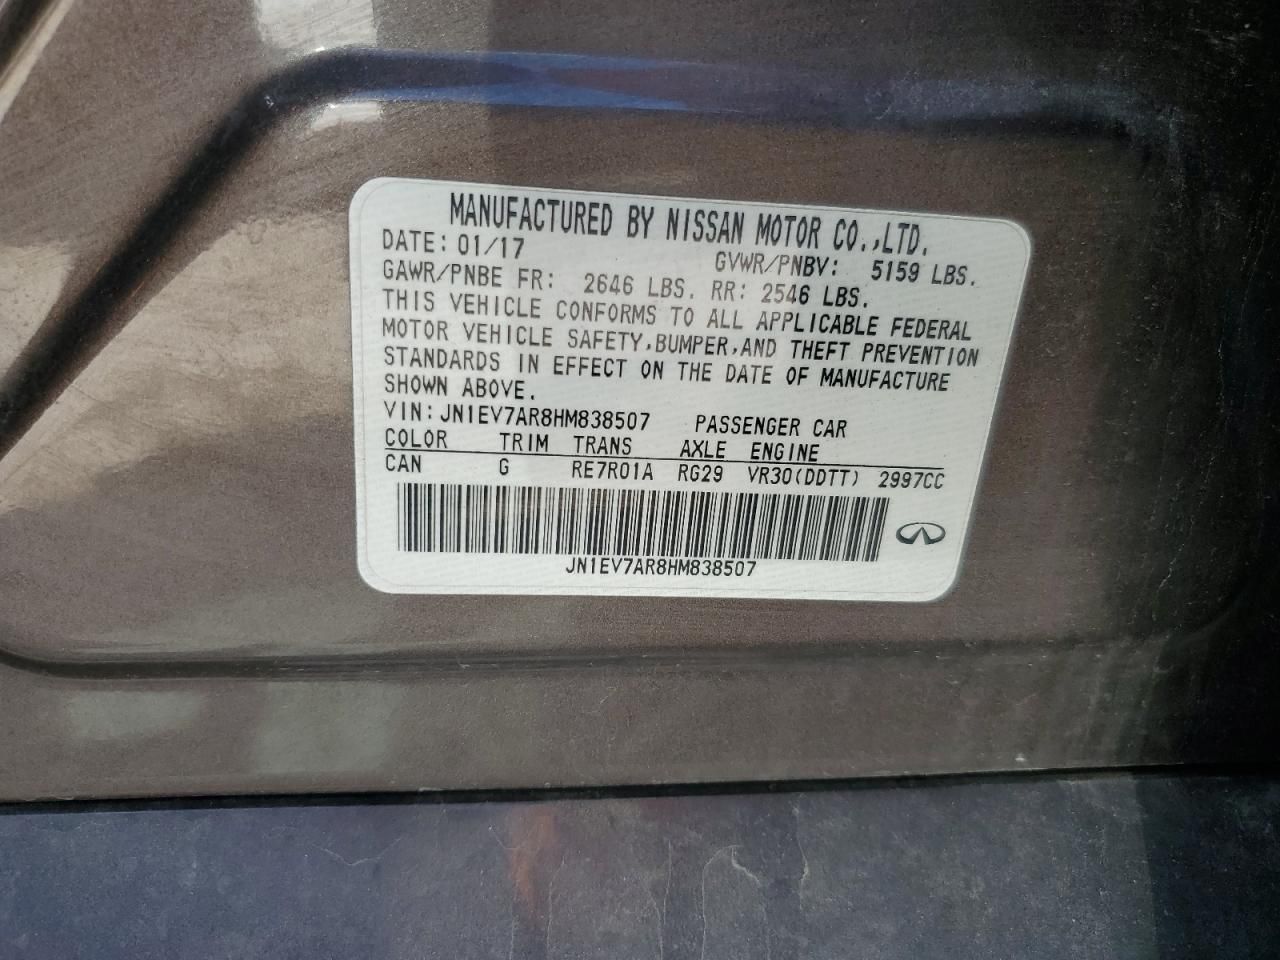 MANUFACTURED BY NISSAN MOTOR CO.,LTD.
DATE: 01/17 GVWR/PNBV: 5159 LBS.
GAWR/PNBE FR: 2646 LBS. RR: 2546 LBS.
THIS VEHICLE CONFORMS TO ALL APPLICABLE FEDERAL
MOTOR VEHICLE SAFETY,BUMPER,AND THEFT PREVENTION
STANDARDS IN EFFECT ON THE DATE OF MANUFACTURE
SHOWN ABOVE.
VIN: JN1EV7AR8HM838507 PASSENGER CAR
COLOR TRIM TRANS AXLE ENGINE
CAN G RE7R01A RG29 VR30(DDTT) 2997CC
JN1EV7AR8HM838507